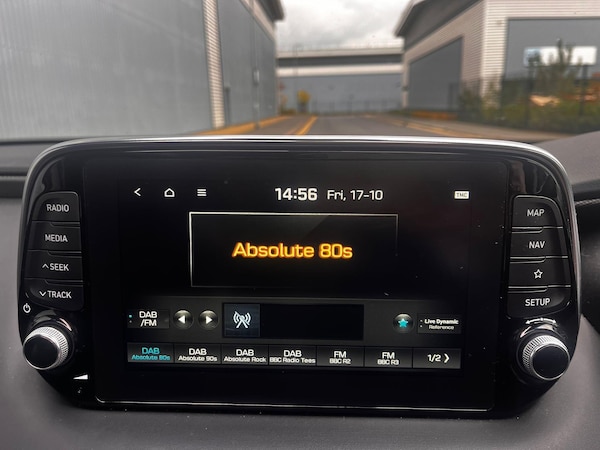 14:56 Fri, 17-10 TMC
RADIO
MEDIA
SEEK
TRACK
MAP
NAV
SETUP
Absolute 80s
DAB
/FM
Live Dynamic
Reference
DAB
Absolute 80s
DAB
Absolute 90s
DAB
Absolute Rock
DAB
BBC Radio Tees
FM
BBC R2
FM
BBC R3
1/2